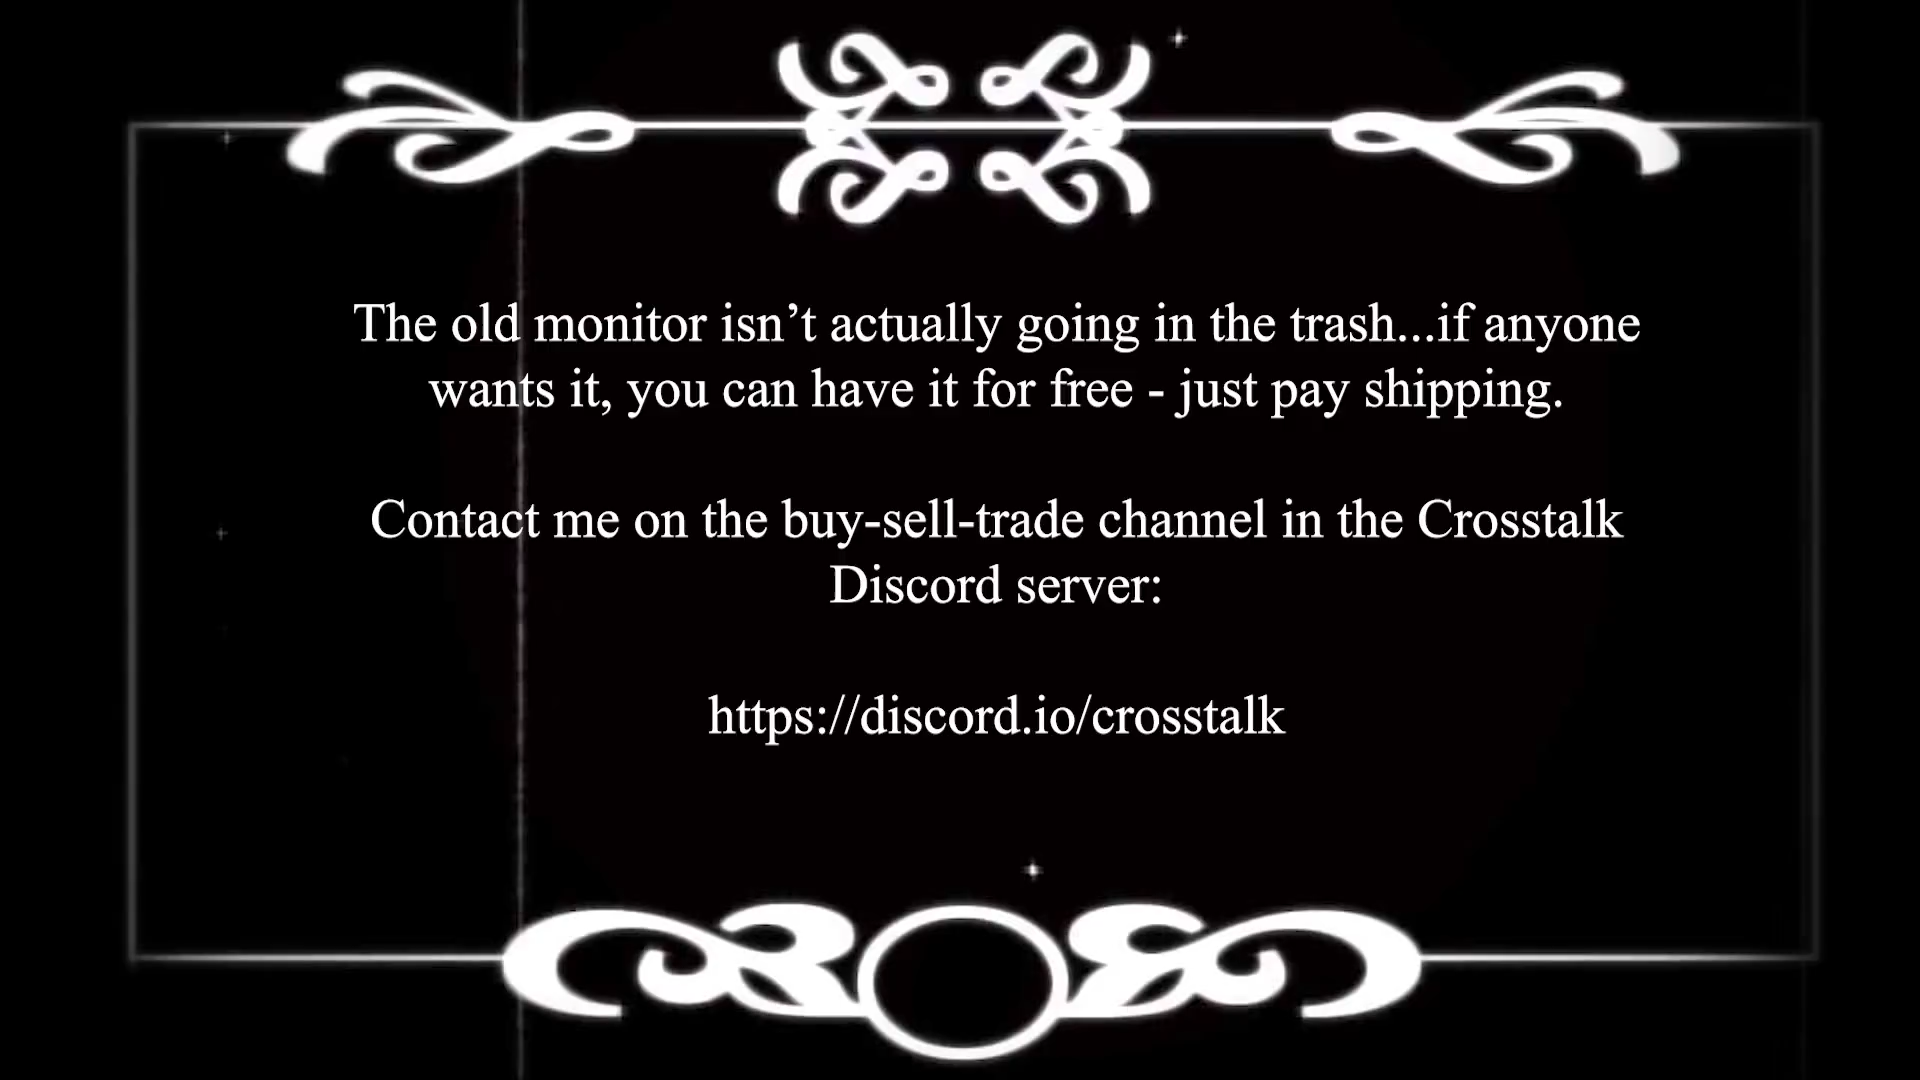 The old monitor isn’t actually going in the trash...if anyone
wants it, you can have it for free - just pay shipping.
Contact me on the buy-sell-trade channel in the Crosstalk
Discord server:
https://discord.io/crosstalk